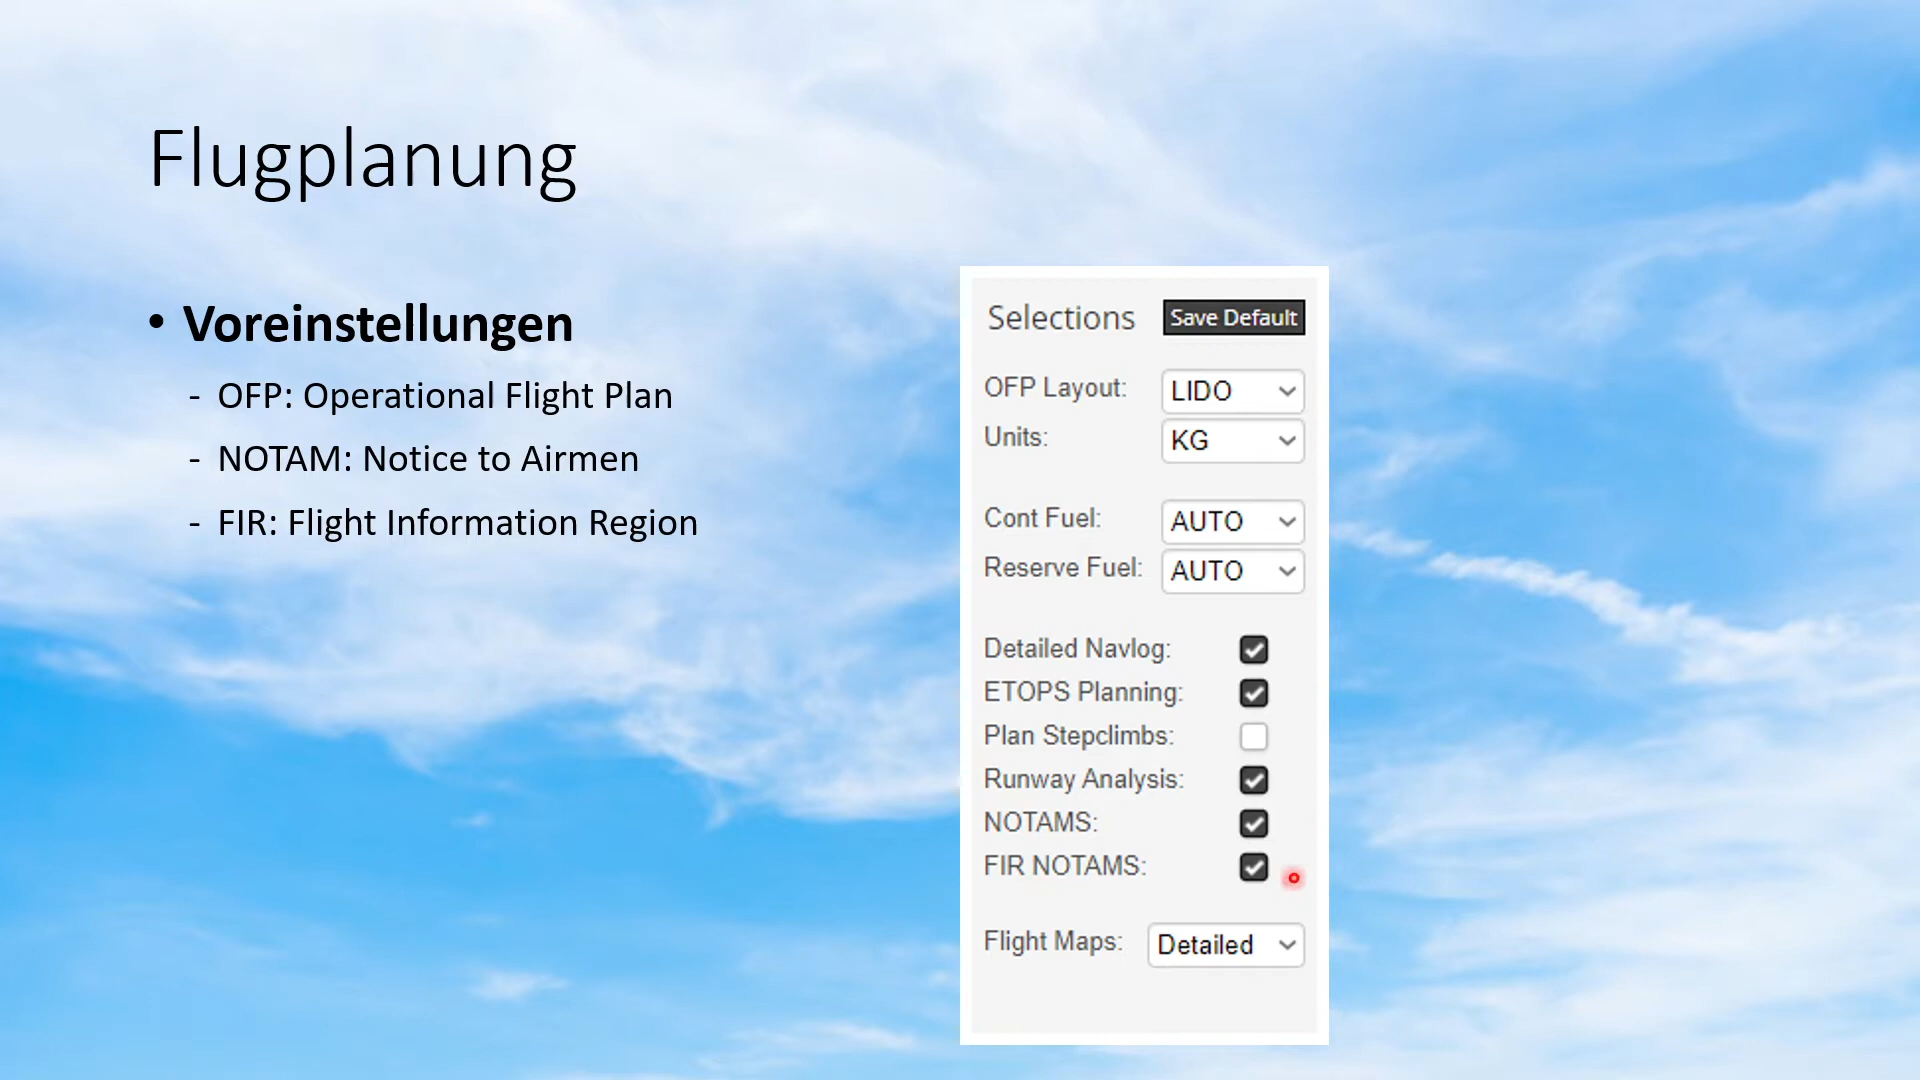 Flugplanung
• Voreinstellungen
- OFP: Operational Flight Plan
- NOTAM: Notice to Airmen
- FIR: Flight Information Region
Selections Save Default
OFP Layout: LIDO
Units: KG
Cont Fuel: AUTO
Reserve Fuel: AUTO
Detailed Navlog:
ETOPS Planning:
Plan Stepclimbs:
Runway Analysis:
NOTAMS:
FIR NOTAMS:
Flight Maps: Detailed